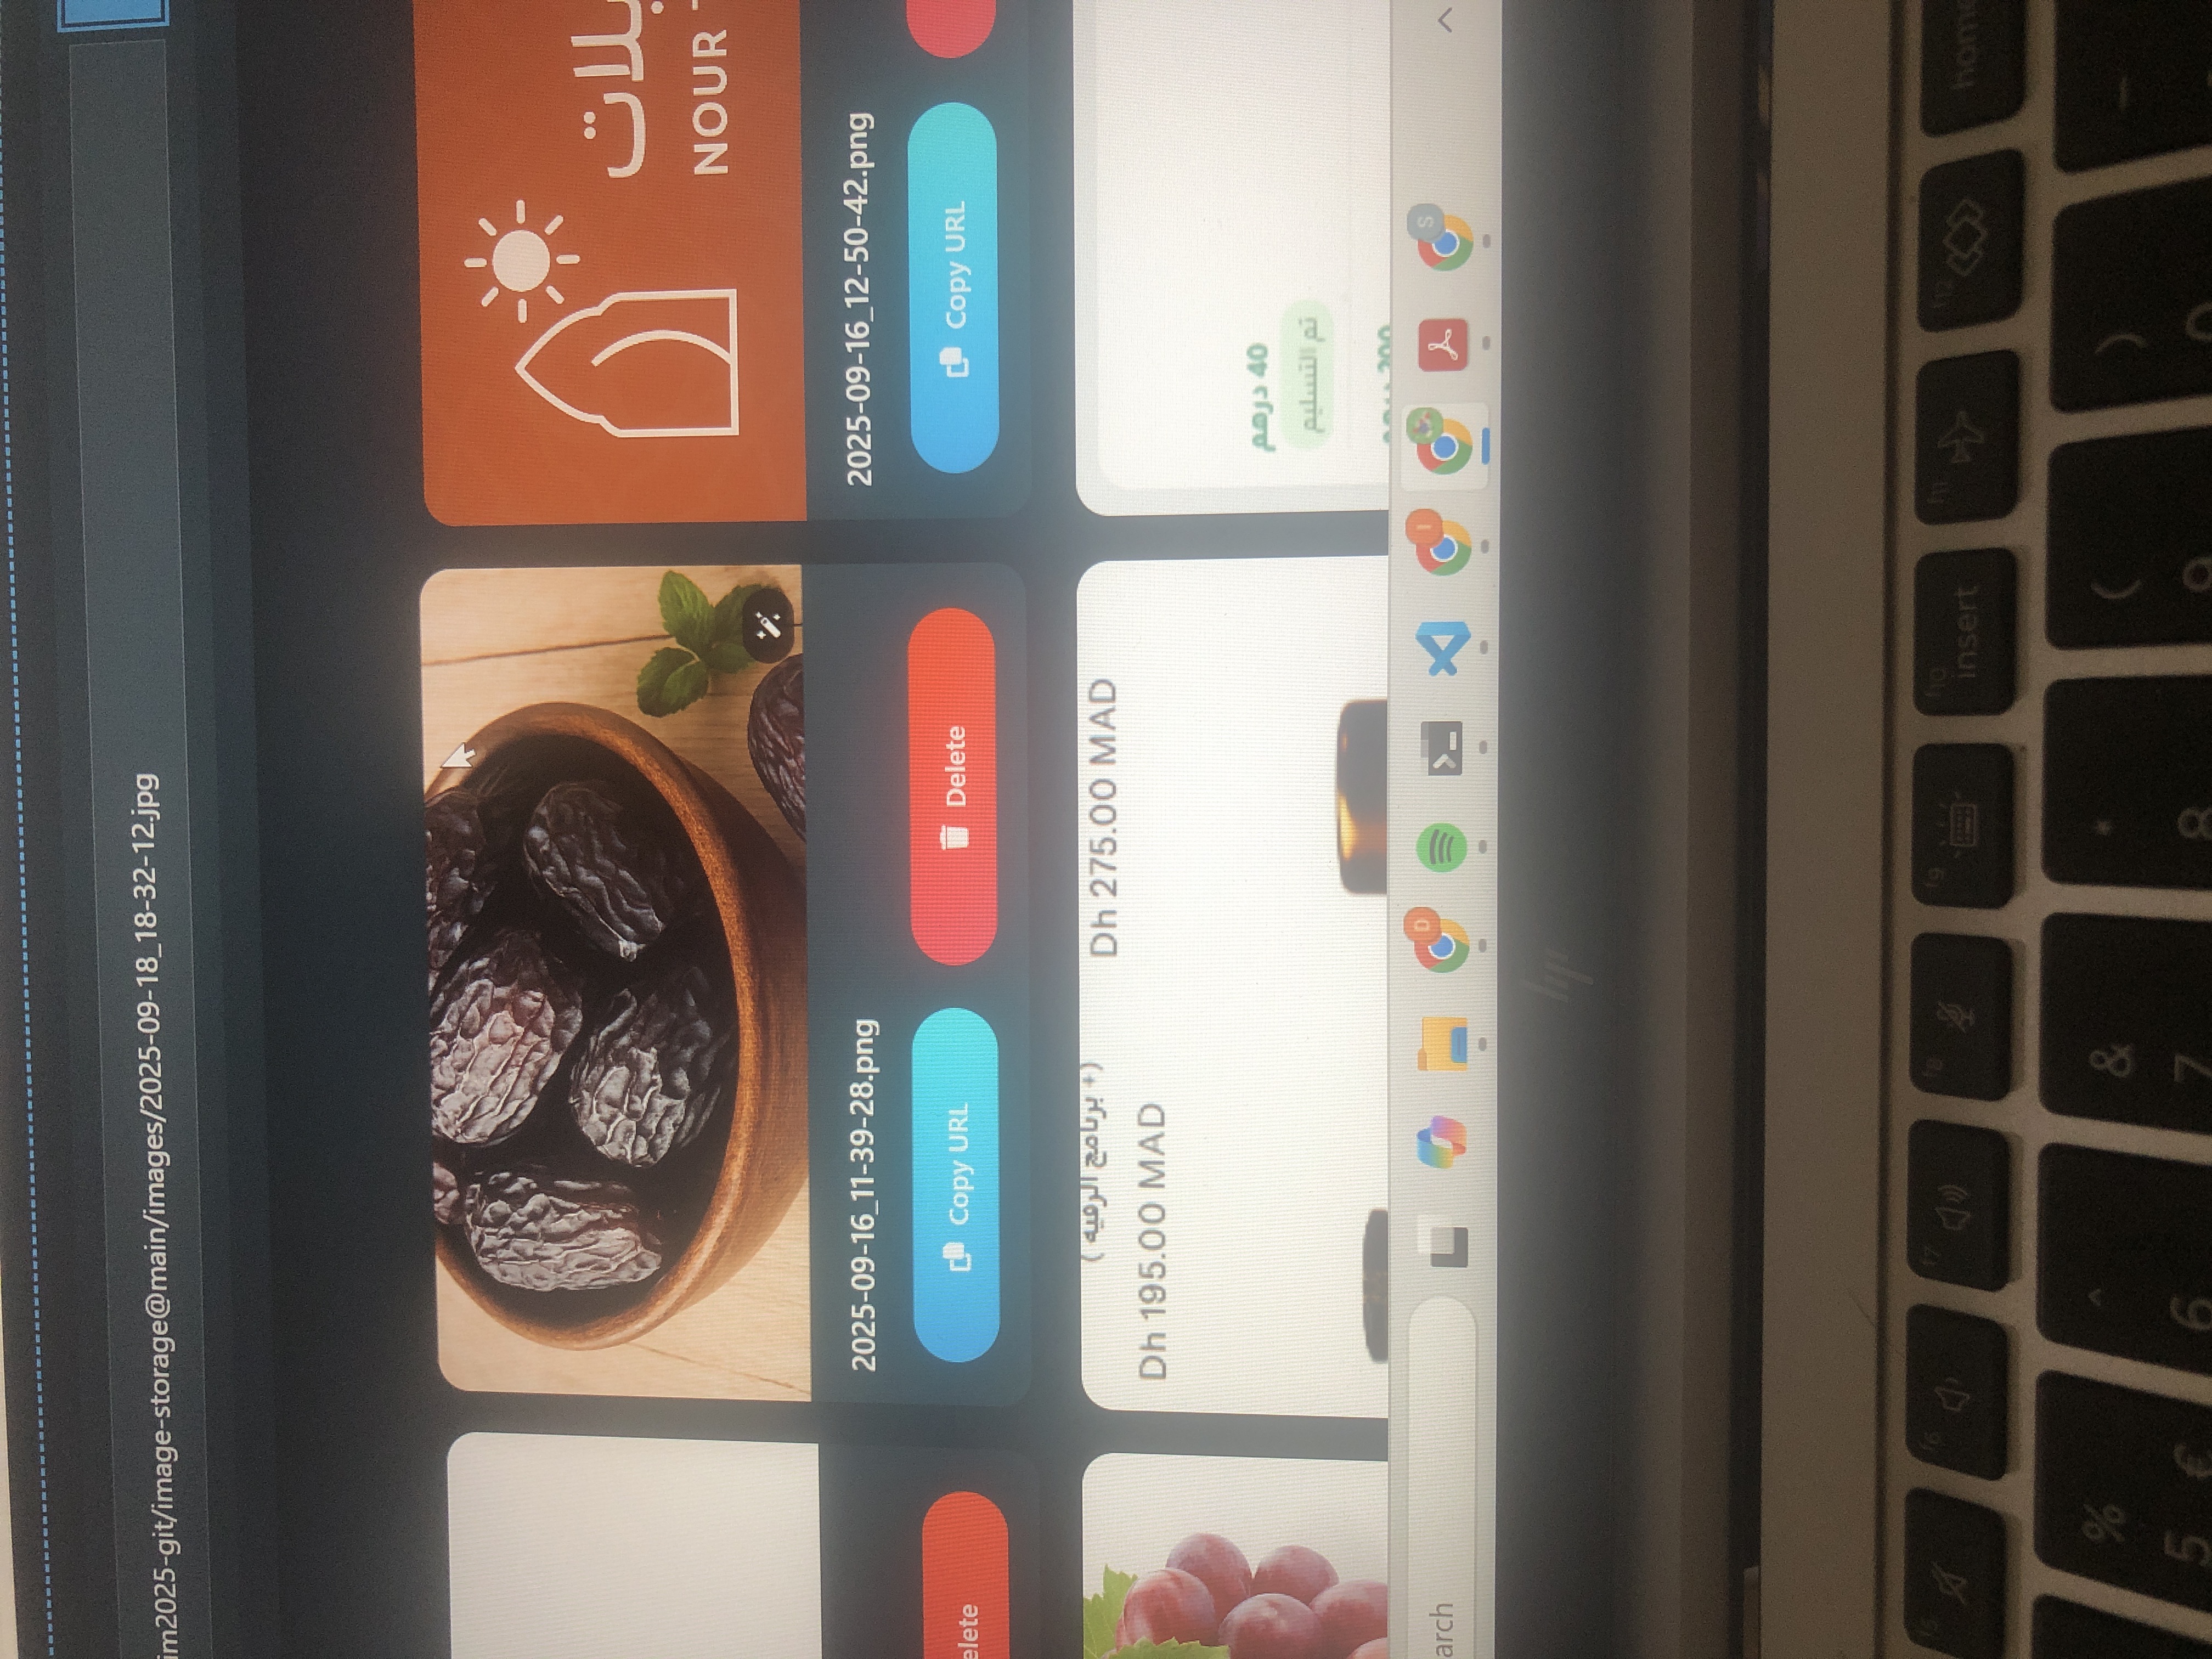 im2025-git/image-storage@main/images/2025-09-18_18-32-12.jpg
NOUR
2025-09-16_11-39-28.png
2025-09-16_12-50-42.png
elete
Copy URL
Delete
Copy URL
(+ برنامج الرقيه )
Dh 275.00 MAD
Dh 195.00 MAD
40 درهم
تم التسليم
200 درهم
arch
D
I
S
hp
f5
f6
f7
f8
f9
f10
insert
f11
f12
home
%
^
&
*
(
)
5
€
6
7
8
9
0